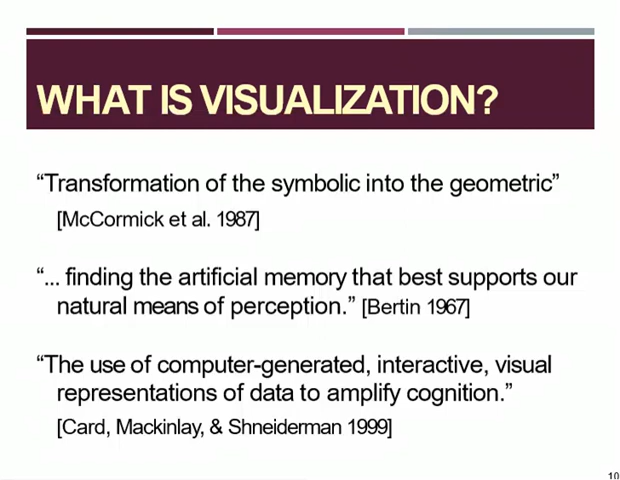 WHAT IS VISUALIZATION?
“Transformation of the symbolic into the geometric”
[McCormick et al. 1987]
“... finding the artificial memory that best supports our
natural means of perception.” [Bertin 1967]
“The use of computer-generated, interactive, visual
representations of data to amplify cognition.”
[Card, Mackinlay, & Shneiderman 1999]
10